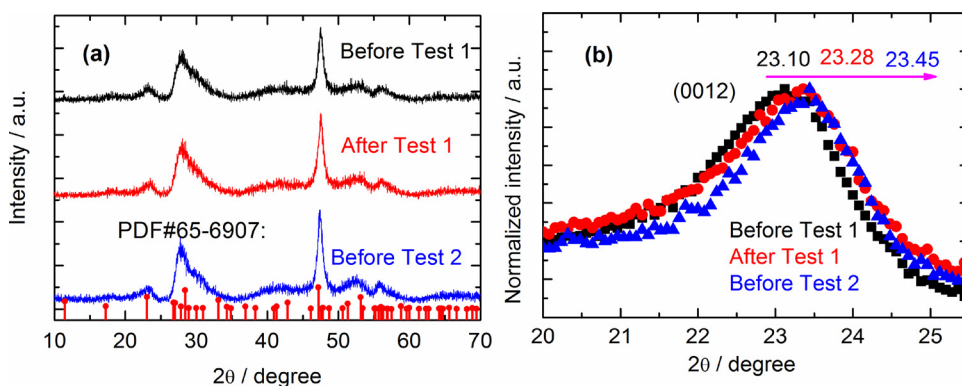 (a)
Before Test 1
After Test 1
PDF#65-6907:
Before Test 2
Intensity / a.u.
10 20 30 40 50 60 70
2θ / degree
(b)
23.10 23.28 23.45
(0012)
Before Test 1
After Test 1
Before Test 2
Normalized intensity / a.u.
20 21 22 23 24 25
2θ / degree